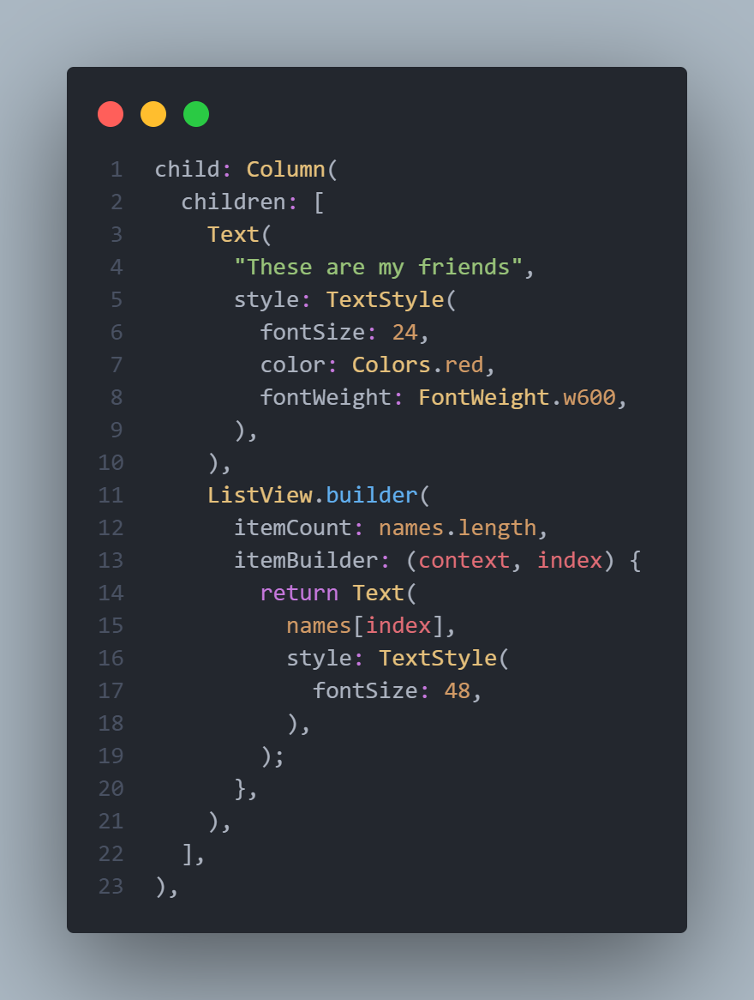 1 child: Column(
2   children: [
3     Text(
4       "These are my friends",
5       style: TextStyle(
6         fontSize: 24,
7         color: Colors.red,
8         fontWeight: FontWeight.w600,
9       ),
10     ),
11     ListView.builder(
12       itemCount: names.length,
13       itemBuilder: (context, index) {
14         return Text(
15           names[index],
16           style: TextStyle(
17             fontSize: 48,
18           ),
19         );
20       },
21     ),
22   ],
23 ),